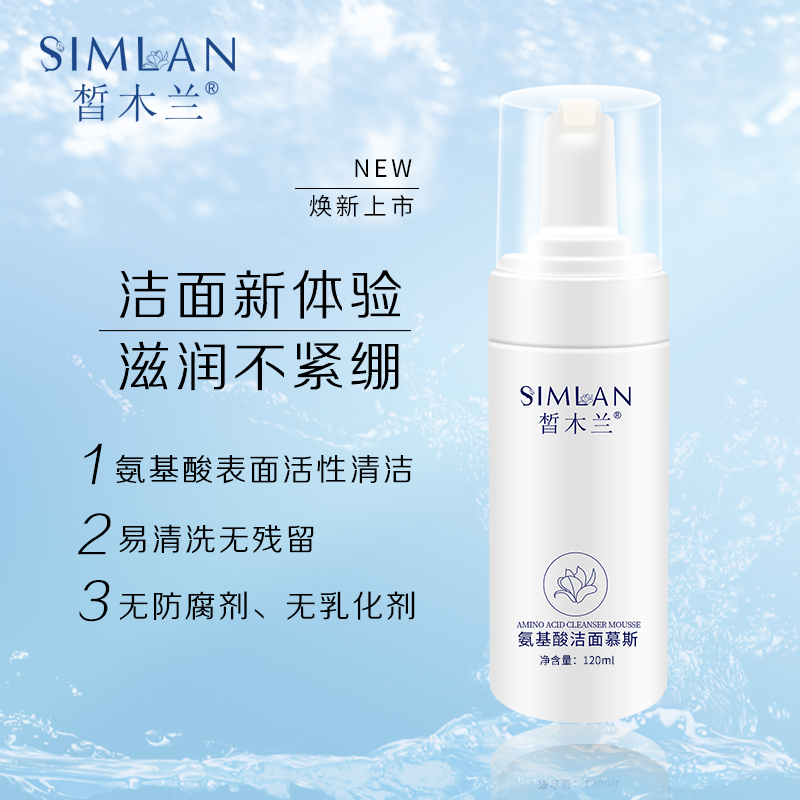 SIMLAN
皙木兰®
NEW
焕新上市
洁面新体验
滋润不紧绷
1 氨基酸表面活性清洁
2 易清洗无残留
3 无防腐剂、无乳化剂
SIMLAN
皙木兰®
AMINO ACID CLEANSER MOUSSE
氨基酸洁面慕斯
净含量：120ml